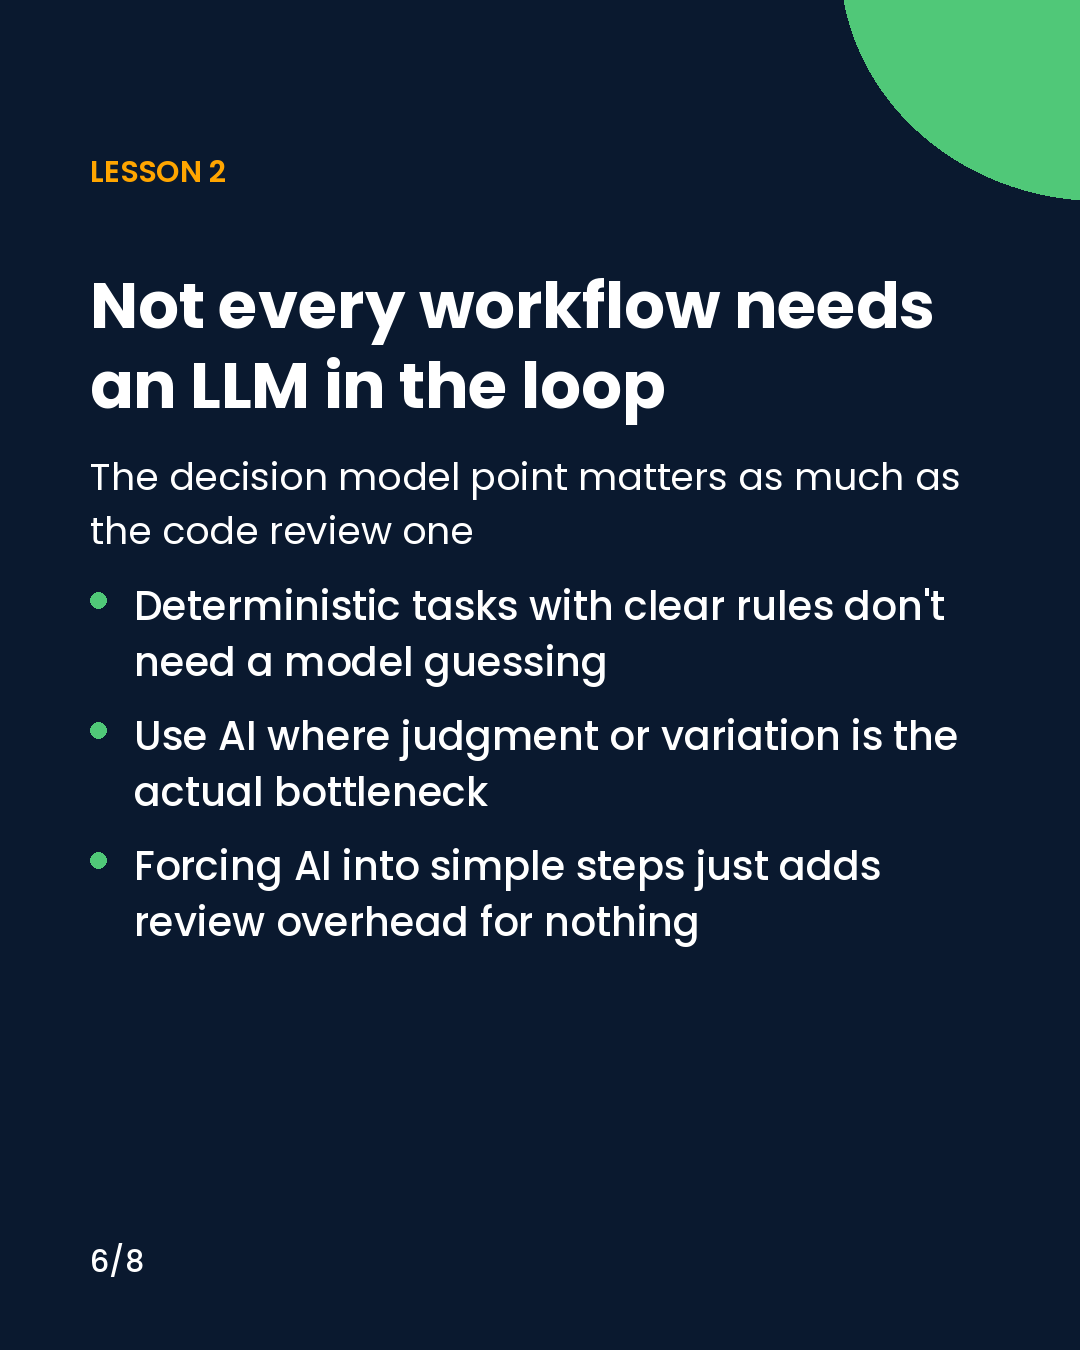 LESSON 2
Not every workflow needs
an LLM in the loop
The decision model point matters as much as
the code review one
Deterministic tasks with clear rules don't
need a model guessing
Use AI where judgment or variation is the
actual bottleneck
Forcing AI into simple steps just adds
review overhead for nothing
6/8